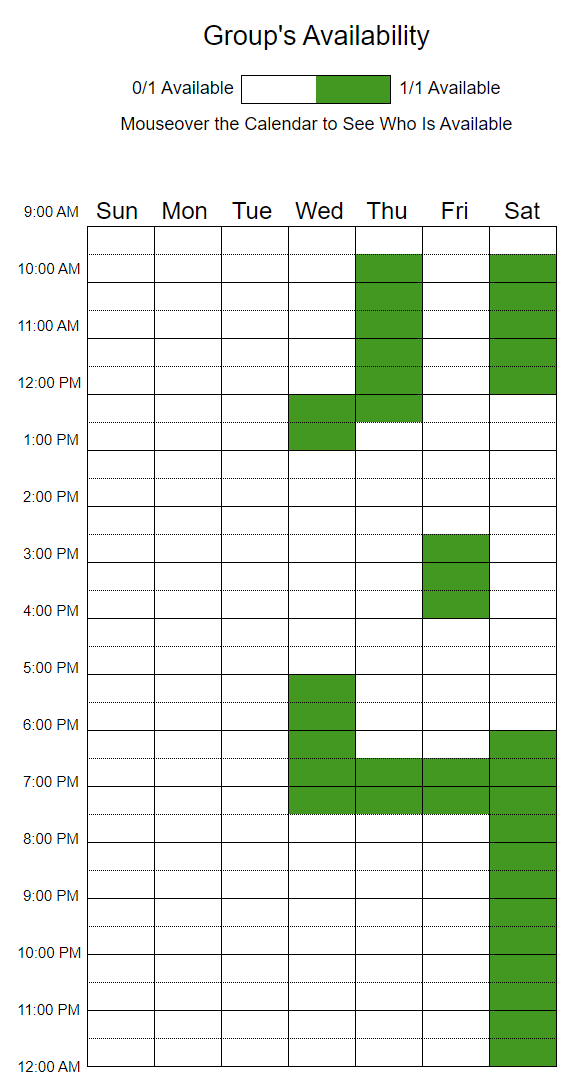 Group's Availability
0/1 Available 1/1 Available
Mouseover the Calendar to See Who Is Available
9:00 AM Sun Mon Tue Wed Thu Fri Sat
10:00 AM
11:00 AM
12:00 PM
1:00 PM
2:00 PM
3:00 PM
4:00 PM
5:00 PM
6:00 PM
7:00 PM
8:00 PM
9:00 PM
10:00 PM
11:00 PM
12:00 AM